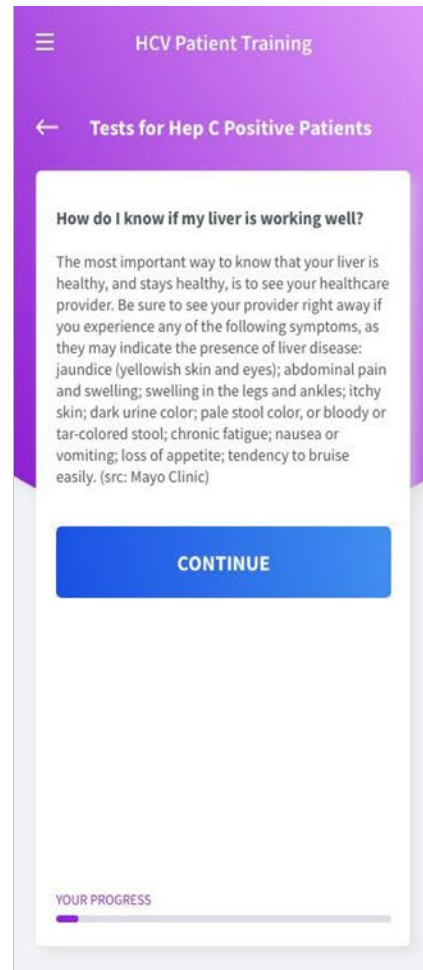 HCV Patient Training
Tests for Hep C Positive Patients
How do I know if my liver is working well?
The most important way to know that your liver is
healthy, and stays healthy, is to see your healthcare
provider. Be sure to see your provider right away if
you experience any of the following symptoms, as
they may indicate the presence of liver disease:
jaundice (yellowish skin and eyes); abdominal pain
and swelling; swelling in the legs and ankles; itchy
skin; dark urine color; pale stool color, or bloody or
tar-colored stool; chronic fatigue; nausea or
vomiting; loss of appetite; tendency to bruise
easily. (src: Mayo Clinic)
CONTINUE
YOUR PROGRESS